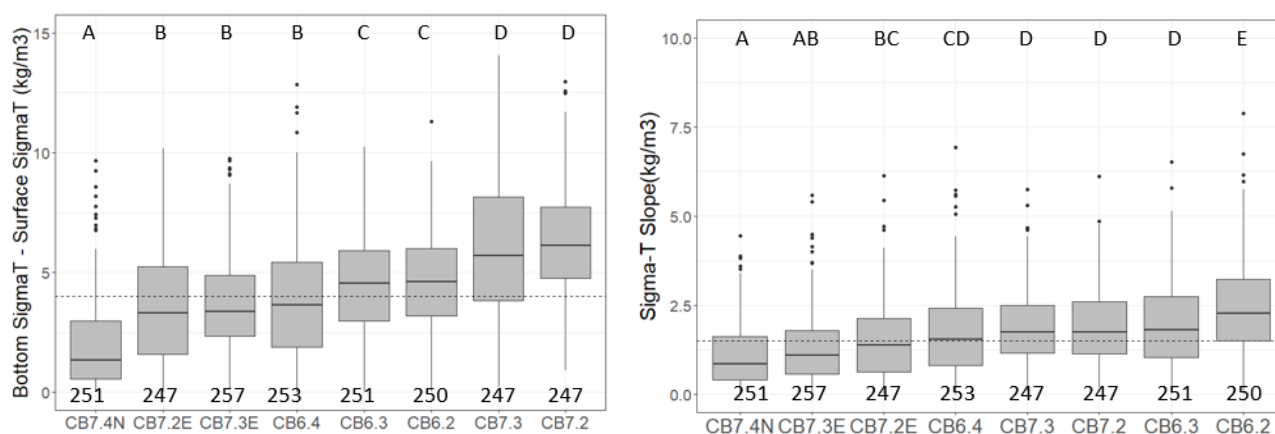 Bottom SigmaT - Surface SigmaT (kg/m3)
15
10
5
0
A B B B C C D D
251 247 257 253 251 250 247 247
CB7.4N CB7.2E CB7.3E CB6.4 CB6.3 CB6.2 CB7.3 CB7.2
Sigma-T Slope(kg/m3)
10.0
7.5
5.0
2.5
0.0
A AB BC CD D D D E
251 257 247 253 247 247 251 250
CB7.4N CB7.3E CB7.2E CB6.4 CB7.3 CB7.2 CB6.3 CB6.2